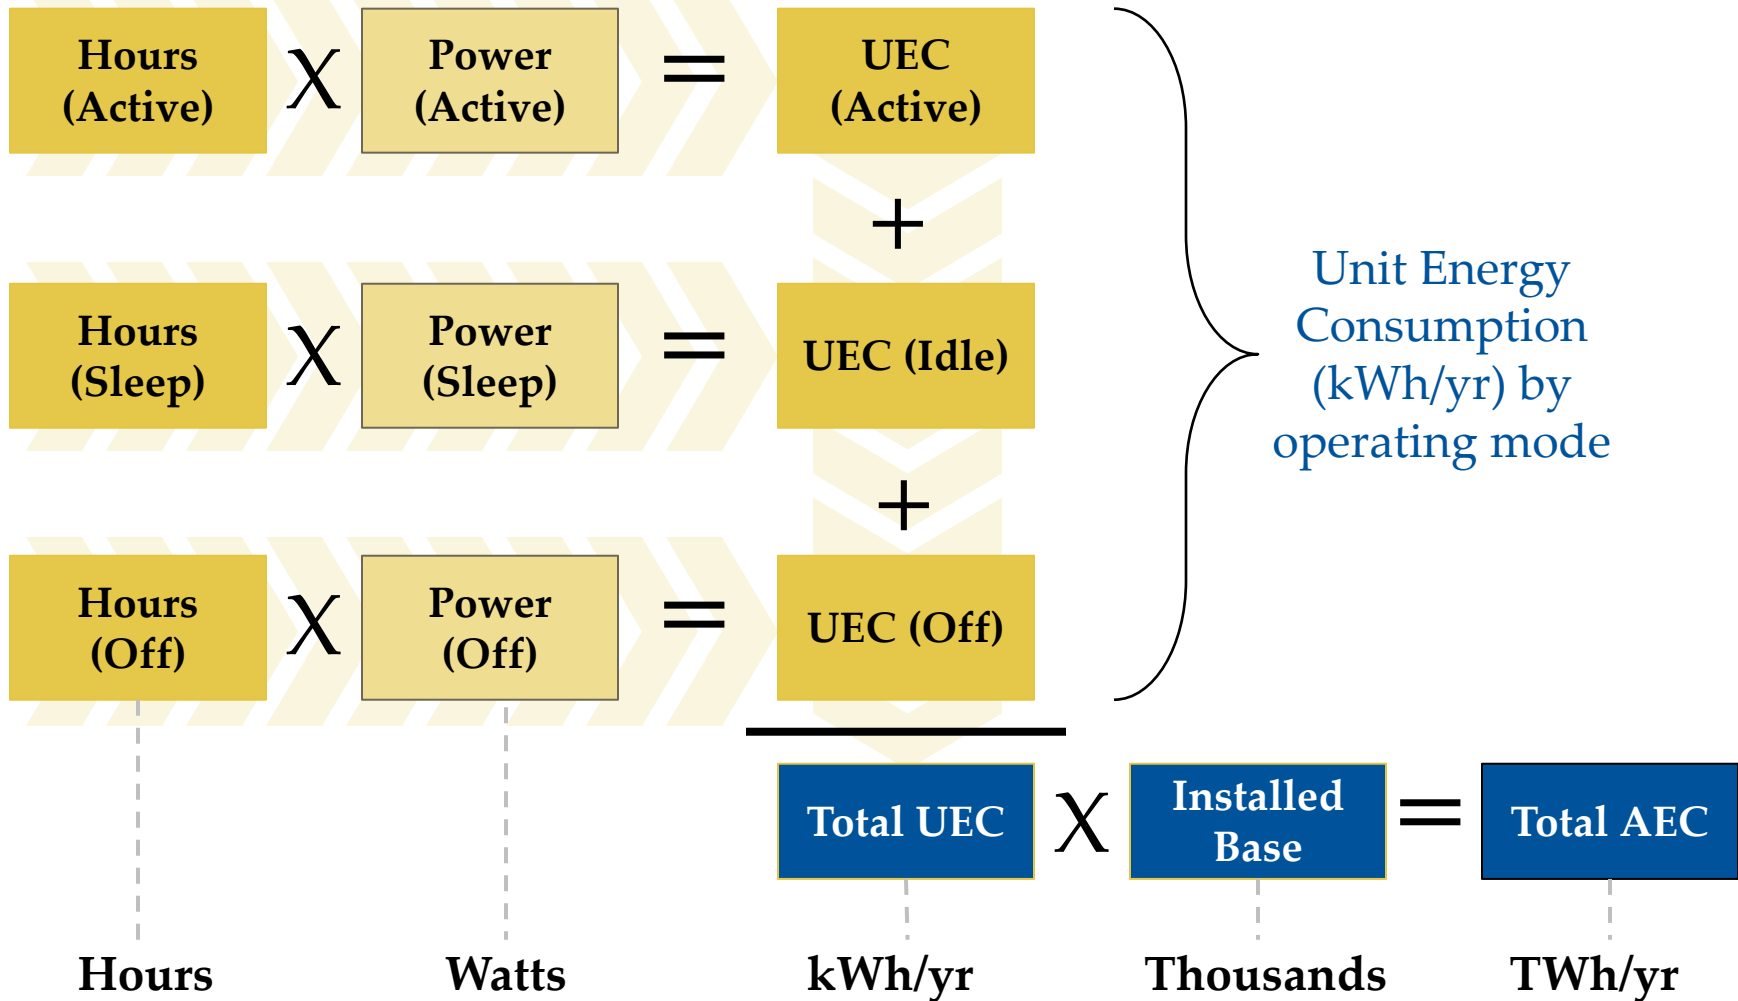 Hours
(Active)
X
Power
(Active)
=
UEC
(Active)
+
Hours
(Sleep)
X
Power
(Sleep)
=
UEC (Idle)
+
Hours
(Off)
X
Power
(Off)
=
UEC (Off)
Unit Energy
Consumption
(kWh/yr) by
operating mode
Total UEC
X
Installed
Base
=
Total AEC
Hours
Watts
kWh/yr
Thousands
TWh/yr